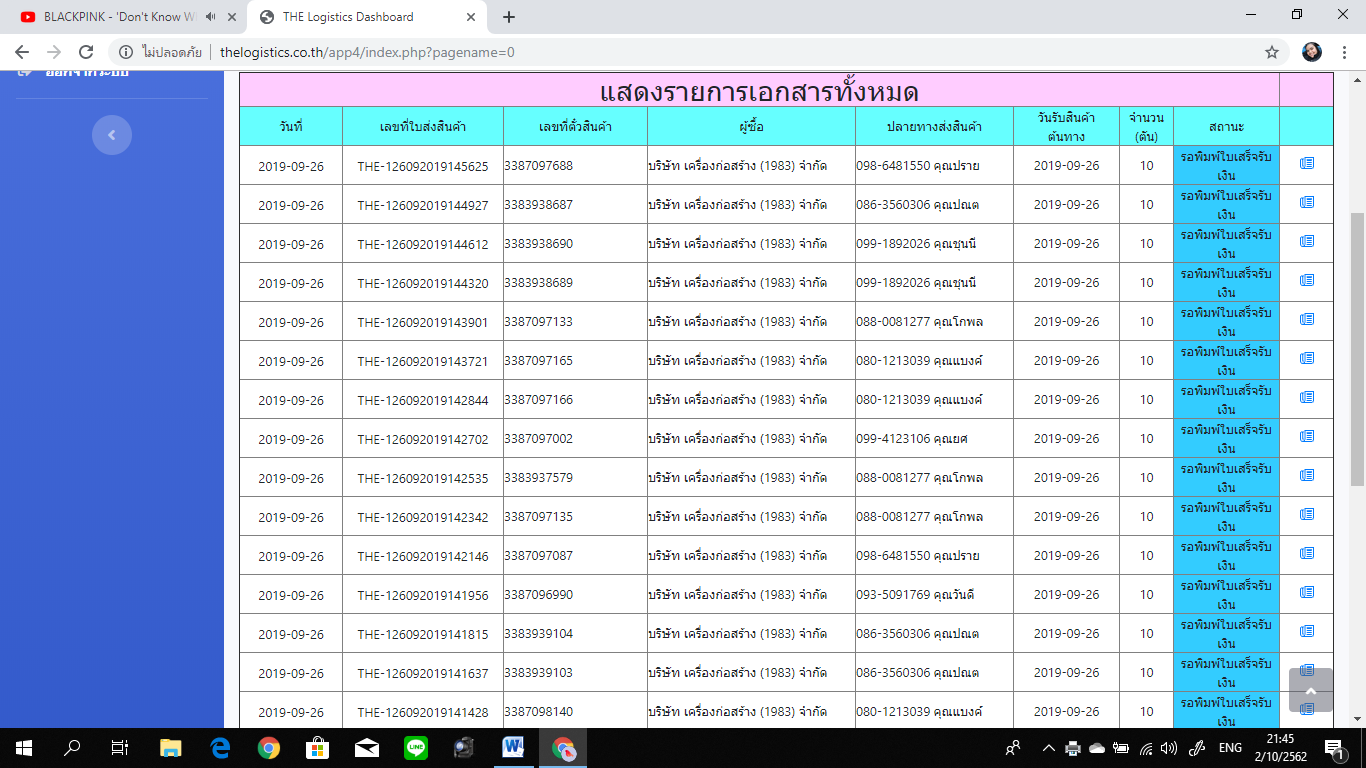 BLACKPINK - 'Don't Know W
THE Logistics Dashboard
ไม่ปลอดภัย
thelogistics.co.th/app4/index.php?pagename=0
ออกจากระบบ
แสดงรายการเอกสารทั้งหมด
วันที่ เลขที่ใบส่งสินค้า เลขที่ตั๋วสินค้า ผู้ซื้อ ปลายทางส่งสินค้า วันรับสินค้า จำนวน สถานะ
ต้นทาง (ตัน)
2019-09-26 THE-126092019145625 3387097688 บริษัท เครื่องก่อสร้าง (1983) จำกัด 098-6481550 คุณปราย 2019-09-26 10 รอพิมพ์ใบเสร็จรับ
เงิน
2019-09-26 THE-126092019144927 3383938687 บริษัท เครื่องก่อสร้าง (1983) จำกัด 086-3560306 คุณปณต 2019-09-26 10 รอพิมพ์ใบเสร็จรับ
เงิน
2019-09-26 THE-126092019144612 3383938690 บริษัท เครื่องก่อสร้าง (1983) จำกัด 099-1892026 คุณชุนนี 2019-09-26 10 รอพิมพ์ใบเสร็จรับ
เงิน
2019-09-26 THE-126092019144320 3383938689 บริษัท เครื่องก่อสร้าง (1983) จำกัด 099-1892026 คุณชุนนี 2019-09-26 10 รอพิมพ์ใบเสร็จรับ
เงิน
2019-09-26 THE-126092019143901 3387097133 บริษัท เครื่องก่อสร้าง (1983) จำกัด 088-0081277 คุณโกพล 2019-09-26 10 รอพิมพ์ใบเสร็จรับ
เงิน
2019-09-26 THE-126092019143721 3387097165 บริษัท เครื่องก่อสร้าง (1983) จำกัด 080-1213039 คุณแบงค์ 2019-09-26 10 รอพิมพ์ใบเสร็จรับ
เงิน
2019-09-26 THE-126092019142844 3387097166 บริษัท เครื่องก่อสร้าง (1983) จำกัด 080-1213039 คุณแบงค์ 2019-09-26 10 รอพิมพ์ใบเสร็จรับ
เงิน
2019-09-26 THE-126092019142702 3387097002 บริษัท เครื่องก่อสร้าง (1983) จำกัด 099-4123106 คุณยศ 2019-09-26 10 รอพิมพ์ใบเสร็จรับ
เงิน
2019-09-26 THE-126092019142535 3383937579 บริษัท เครื่องก่อสร้าง (1983) จำกัด 088-0081277 คุณโกพล 2019-09-26 10 รอพิมพ์ใบเสร็จรับ
เงิน
2019-09-26 THE-126092019142342 3387097135 บริษัท เครื่องก่อสร้าง (1983) จำกัด 088-0081277 คุณโกพล 2019-09-26 10 รอพิมพ์ใบเสร็จรับ
เงิน
2019-09-26 THE-126092019142146 3387097087 บริษัท เครื่องก่อสร้าง (1983) จำกัด 098-6481550 คุณปราย 2019-09-26 10 รอพิมพ์ใบเสร็จรับ
เงิน
2019-09-26 THE-126092019141956 3387096990 บริษัท เครื่องก่อสร้าง (1983) จำกัด 093-5091769 คุณวันดี 2019-09-26 10 รอพิมพ์ใบเสร็จรับ
เงิน
2019-09-26 THE-126092019141815 3383939104 บริษัท เครื่องก่อสร้าง (1983) จำกัด 086-3560306 คุณปณต 2019-09-26 10 รอพิมพ์ใบเสร็จรับ
เงิน
2019-09-26 THE-126092019141637 3383939103 บริษัท เครื่องก่อสร้าง (1983) จำกัด 086-3560306 คุณปณต 2019-09-26 10 รอพิมพ์ใบเสร็จรับ
เงิน
2019-09-26 THE-126092019141428 3387098140 บริษัท เครื่องก่อสร้าง (1983) จำกัด 080-1213039 คุณแบงค์ 2019-09-26 10 รอพิมพ์ใบเสร็จรับ
เงิน
LINE
ENG
21:45
2/10/2562
1